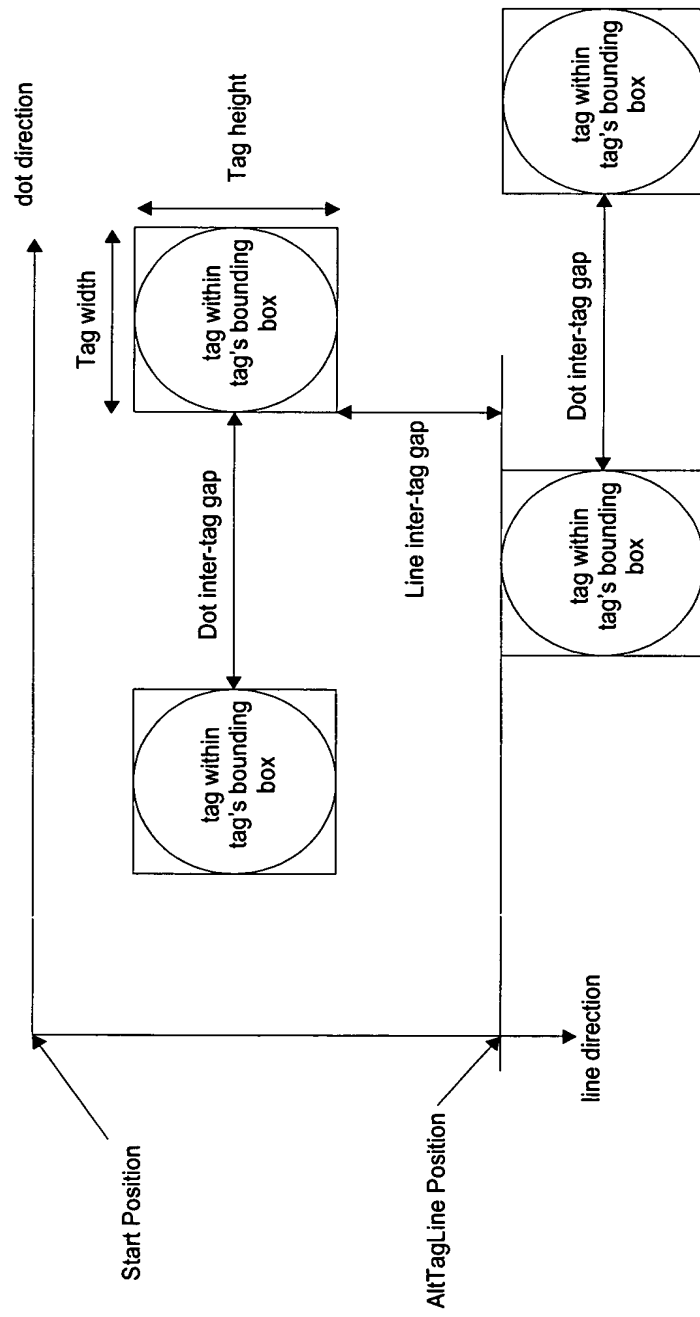 dot direction
Tag width
Tag height
tag within
tag's bounding
box
Dot inter-tag gap
tag within
tag's bounding
box
Line inter-tag gap
Start Position
AltTagLine Position
line direction
tag within
tag's bounding
box
Dot inter-tag gap
tag within
tag's bounding
box